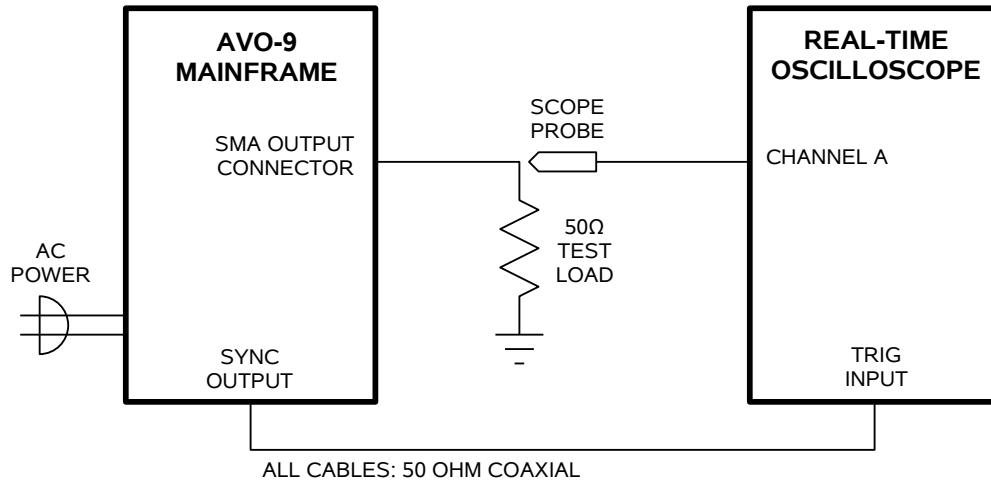 AVO-9
MAINFRAME
SMA OUTPUT
CONNECTOR
SYNC
OUTPUT
AC
POWER
SCOPE
PROBE
50Ω
TEST
LOAD
REAL-TIME
OSCILLOSCOPE
CHANNEL A
TRIG
INPUT
ALL CABLES: 50 OHM COAXIAL